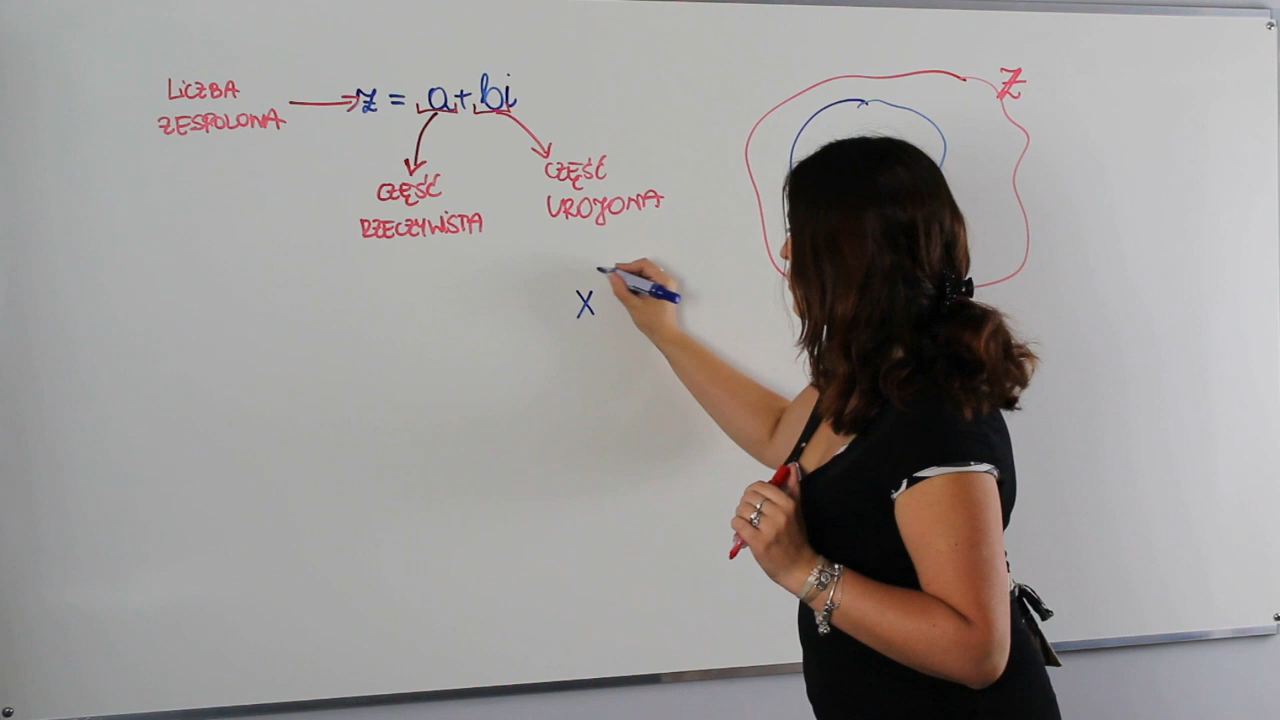 LiCZBA
ZESPOLONA
z = a + bi
CZĘŚĆ
RZECZYWiSTA
CZĘŚĆ
UROJONA
Z
x